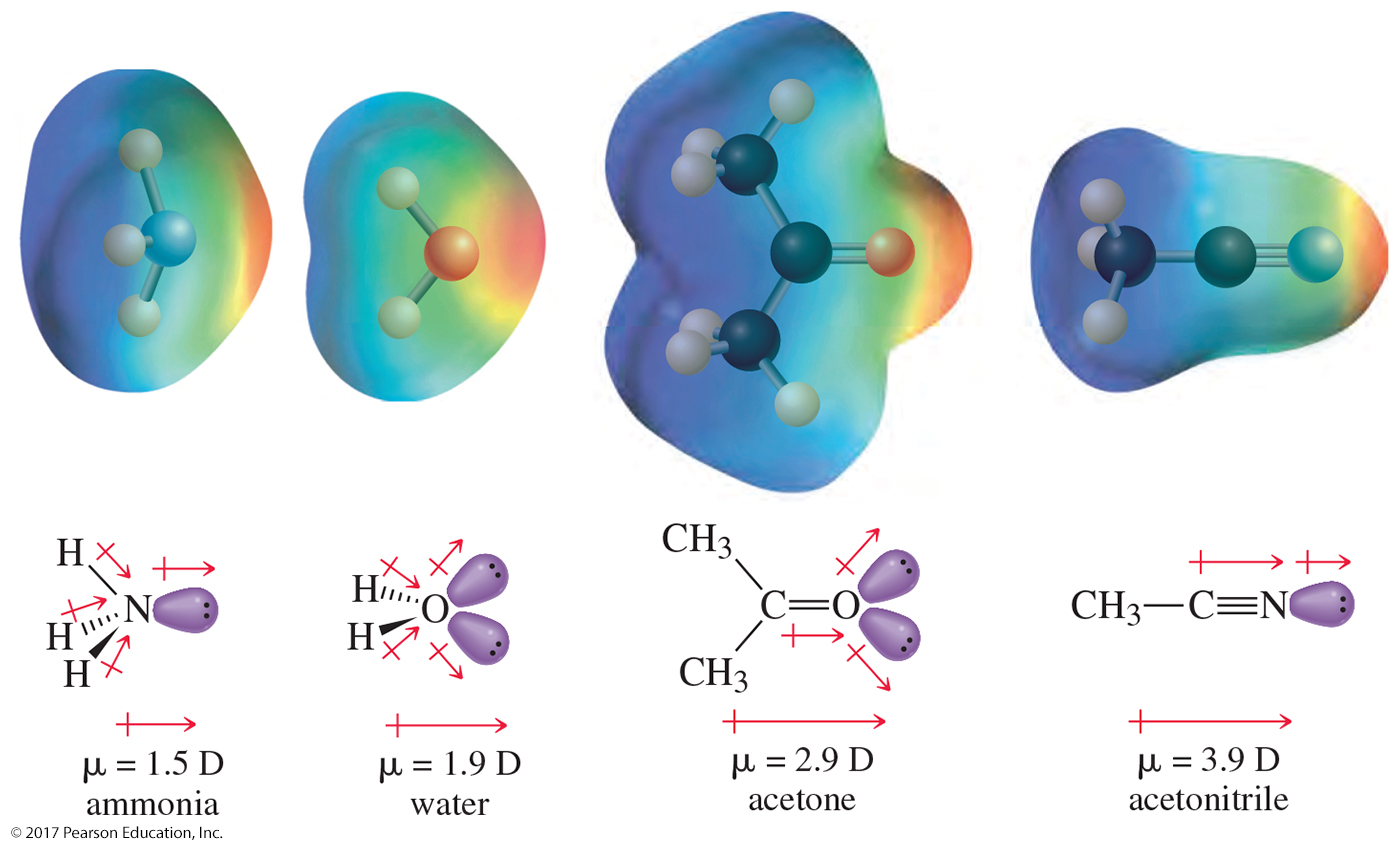 H
H
H
N
μ = 1.5 D
ammonia
H
H
O
μ = 1.9 D
water
CH₃
C=O
CH₃
μ = 2.9 D
acetone
CH₃—C≡N
μ = 3.9 D
acetonitrile
© 2017 Pearson Education, Inc.